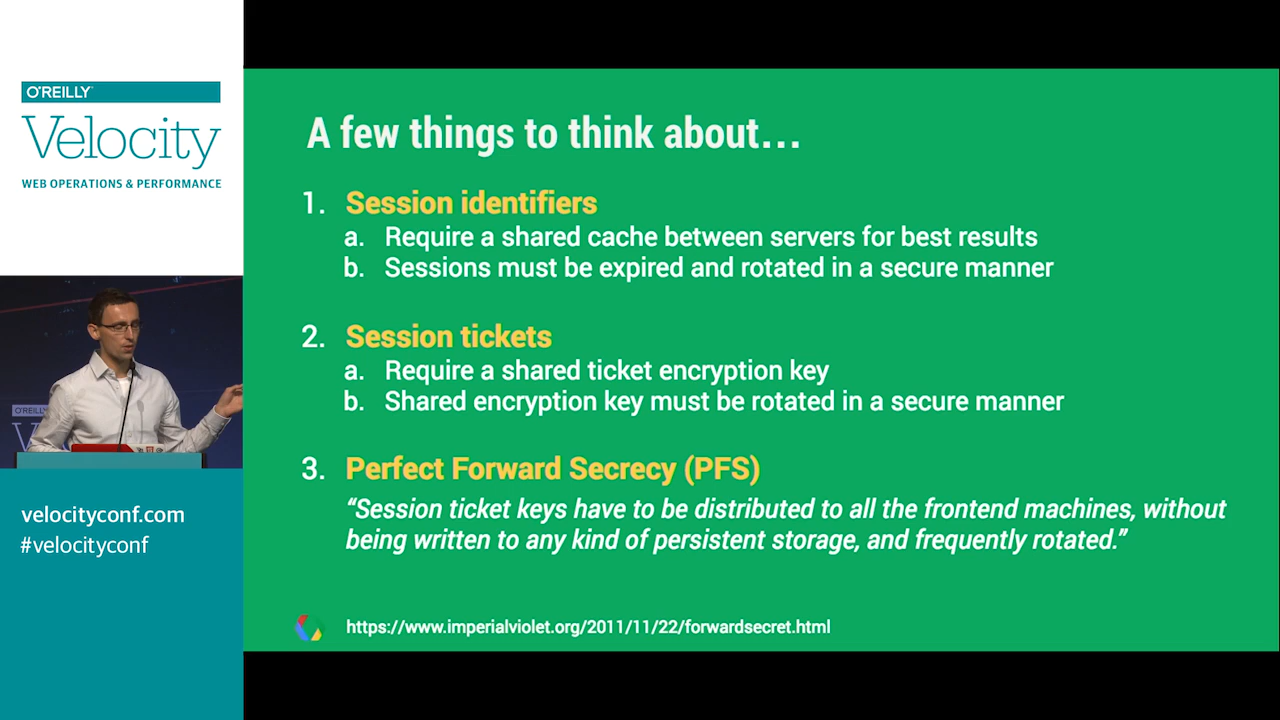 O'REILLY
Velocity
WEB OPERATIONS & PERFORMANCE
O'REILLY
velocityconf.com
#velocityconf
A few things to think about…
1. Session identifiers
a. Require a shared cache between servers for best results
b. Sessions must be expired and rotated in a secure manner
2. Session tickets
a. Require a shared ticket encryption key
b. Shared encryption key must be rotated in a secure manner
3. Perfect Forward Secrecy (PFS)
“Session ticket keys have to be distributed to all the frontend machines, without
being written to any kind of persistent storage, and frequently rotated.”
https://www.imperialviolet.org/2011/11/22/forwardsecret.html